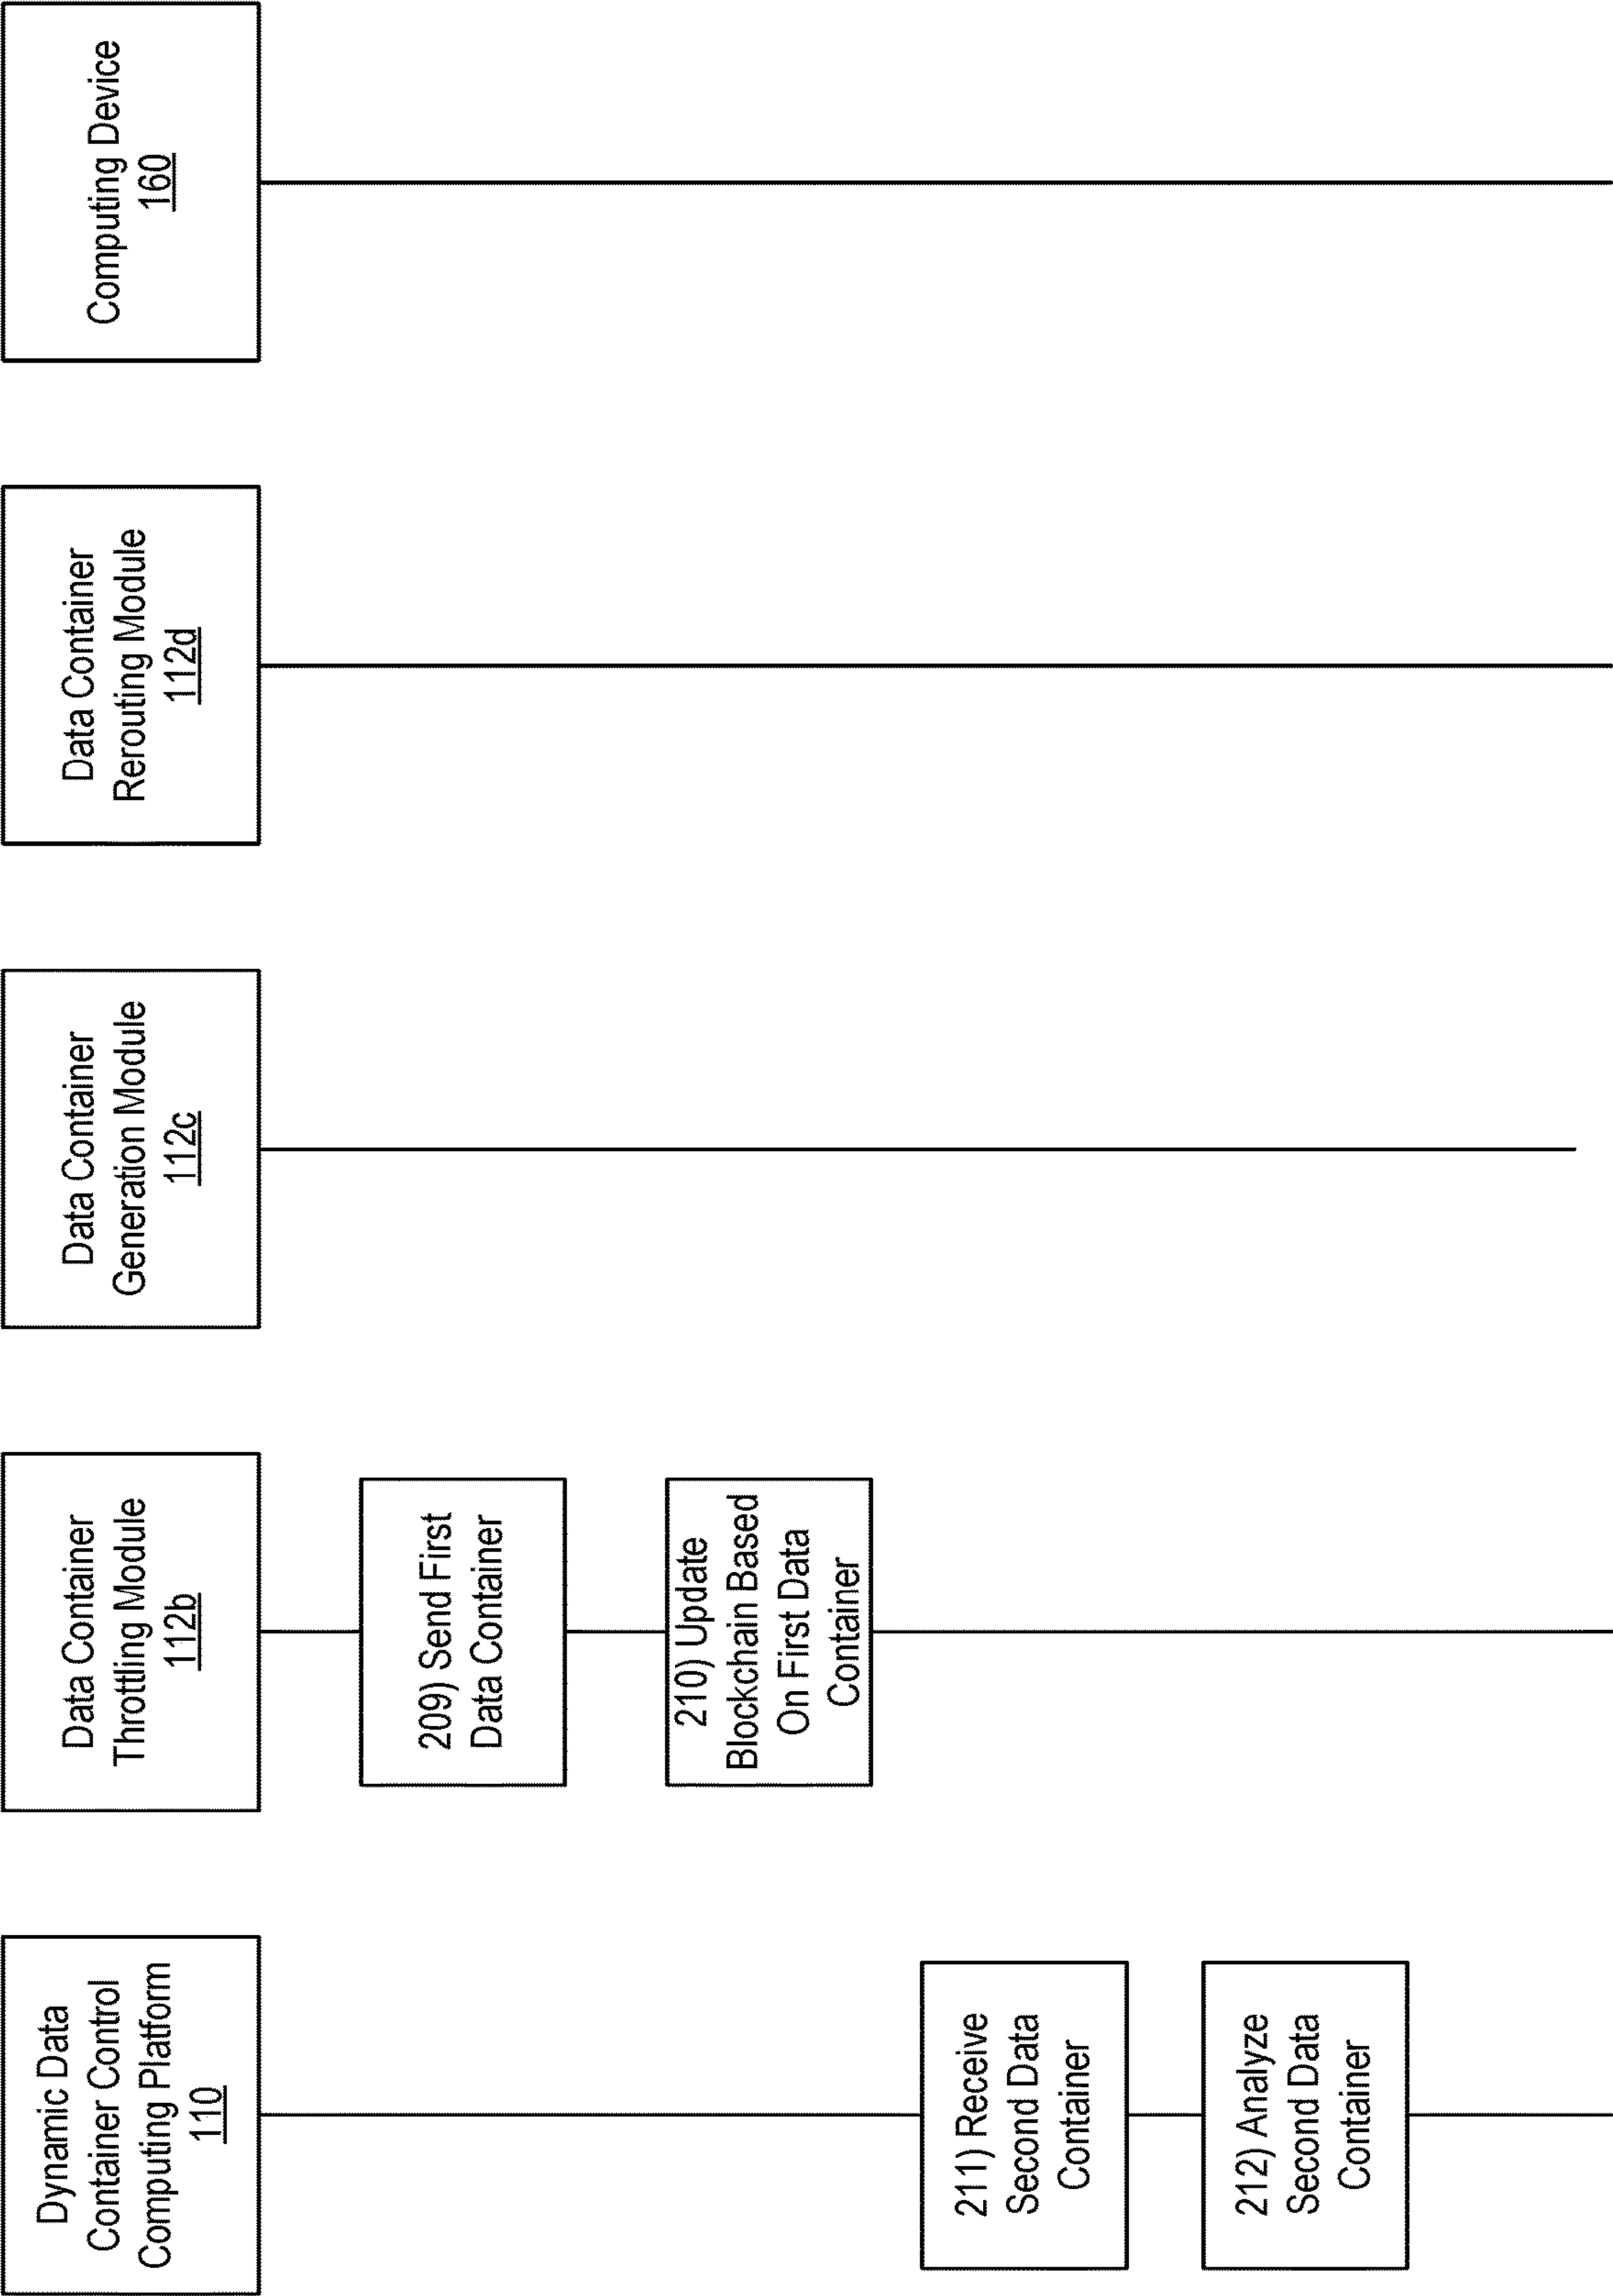 Dynamic Data
Container Control
Computing Platform
110
Data Container
Throttling Module
112b
Data Container
Generation Module
112c
Data Container
Rerouting Module
112d
Computing Device
160
209) Send First
Data Container
210) Update
Blockchain Based
On First Data
Container
211) Receive
Second Data
Container
212) Analyze
Second Data
Container